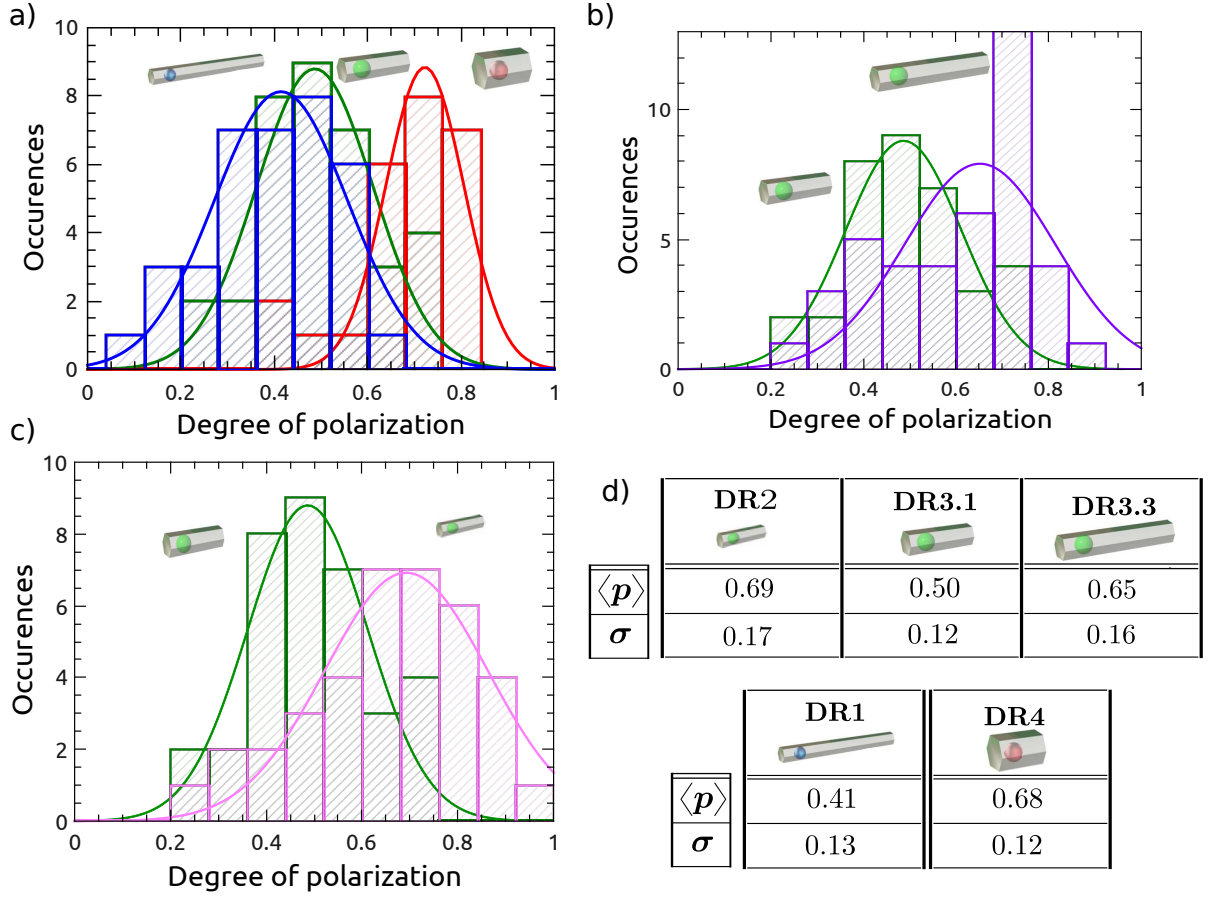 a)
10
8
6
4
2
0
Occurences
0 0.2 0.4 0.6 0.8 1
Degree of polarization
b)
10
5
0
Occurences
0 0.2 0.4 0.6 0.8 1
Degree of polarization
c)
10
8
6
4
2
0
Occurences
0 0.2 0.4 0.6 0.8 1
Degree of polarization
d)
DR2 DR3.1 DR3.3
⟨p⟩ 0.69 0.50 0.65
σ 0.17 0.12 0.16
DR1 DR4
⟨p⟩ 0.41 0.68
σ 0.13 0.12